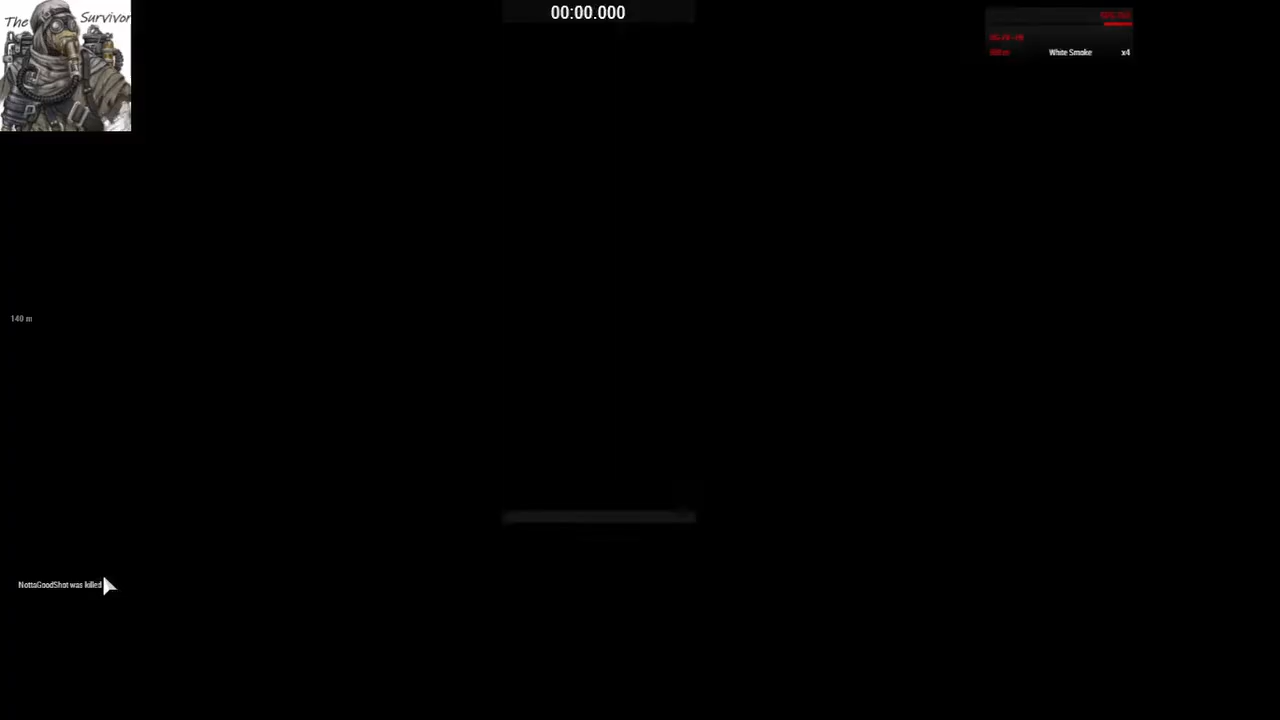 The Survivor
00:00.000
White Smoke x4
140 m
NottaGoodShot was killed